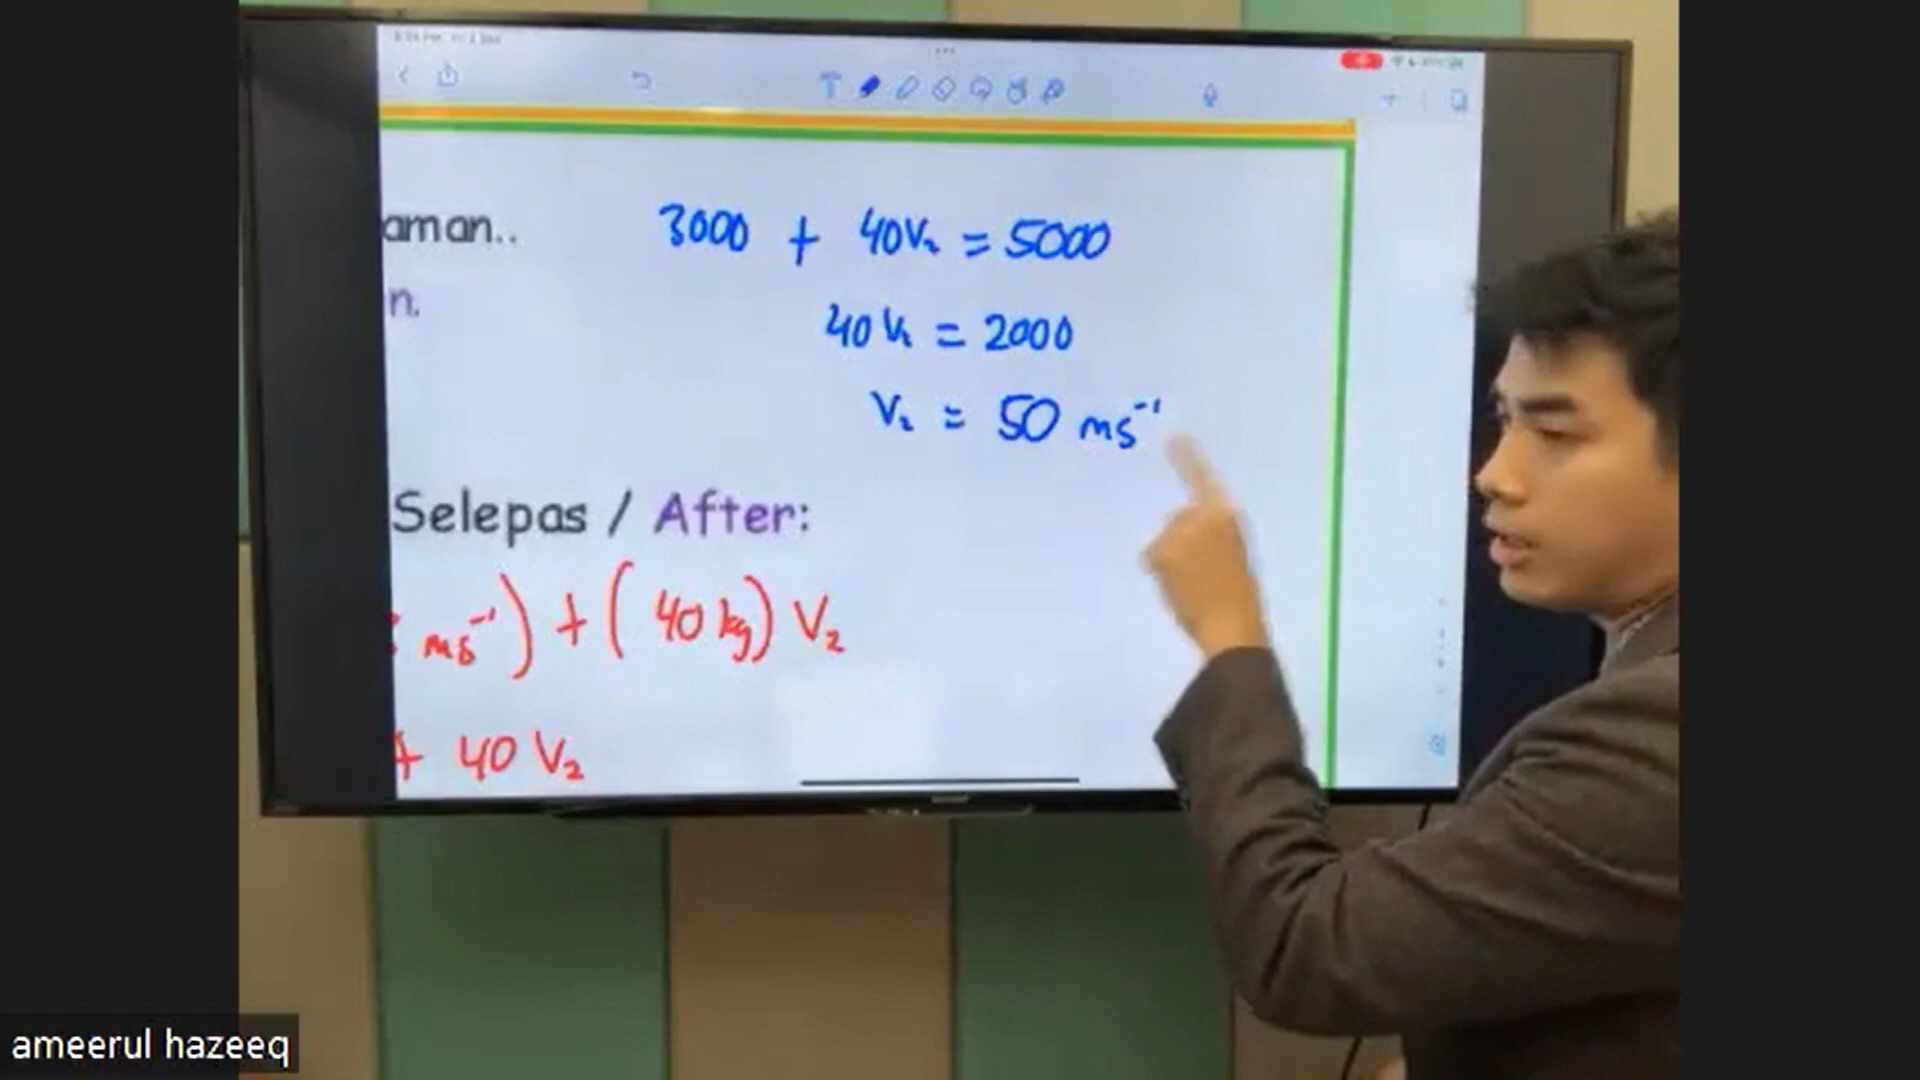 aman..
n.
3000 + 40V₂ = 5000
40V₂ = 2000
V₂ = 50 ms⁻¹
Selepas / After:
ms⁻¹) + (40 kg) V₂
+ 40 V₂
ameerul hazeeq